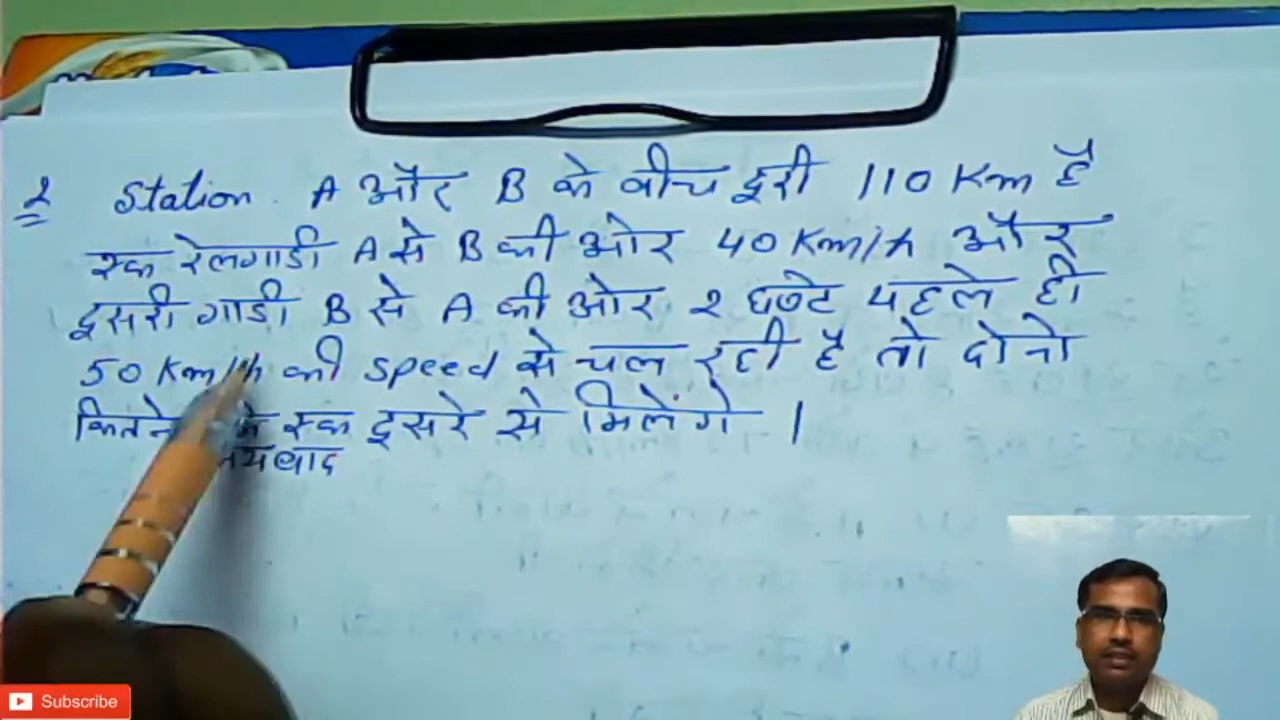 2 Station A और B के बीच दूरी 110 Km है
एक रेलगाडी A से B की ओर 40 Km/h और
दूसरी गाडी B से A की ओर 2 घण्टे पहले ही
50 Km/h की speed से चल रही है तो दोनो
कितने एक दूसरे से मिलेंगे ।
Subscribe